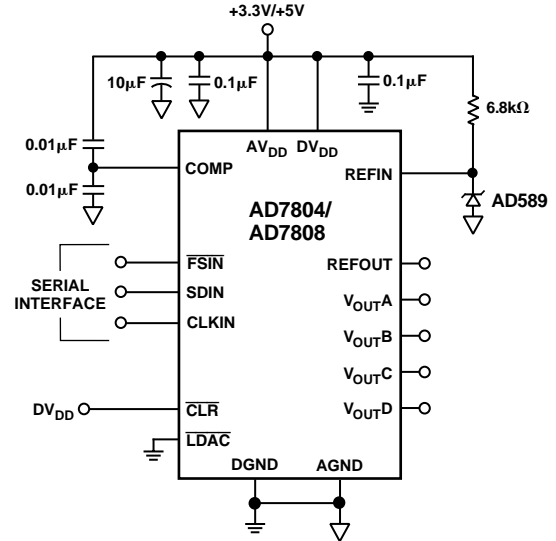 +3.3V/+5V
10µF
0.1µF
0.1µF
6.8kΩ
0.01µF
0.01µF
AVDD
DVDD
COMP
REFIN
AD589
AD7804/
AD7808
FSIN
REFOUT
SERIAL
INTERFACE
SDIN
CLKIN
VOUTA
VOUTB
VOUTC
VOUTD
DVDD
CLR
LDAC
DGND
AGND